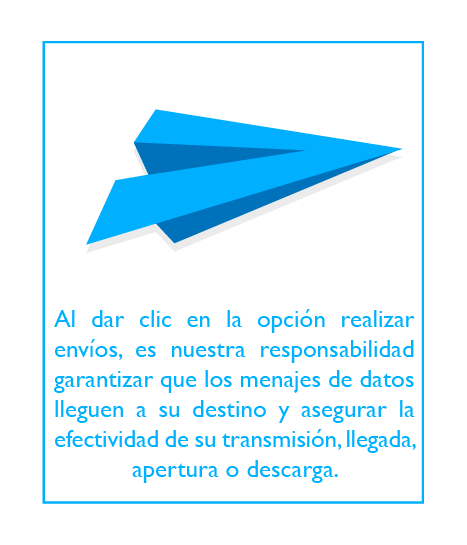 Al dar clic en la opción realizar
envíos, es nuestra responsabilidad
garantizar que los menajes de datos
lleguen a su destino y asegurar la
efectividad de su transmisión, llegada,
apertura o descarga.